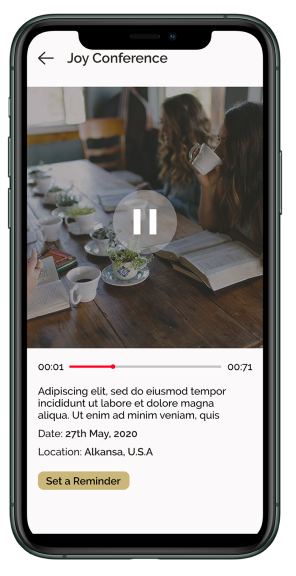 Joy Conference
00:01 00:71
Adipiscing elit, sed do eiusmod tempor
incididunt ut labore et dolore magna
aliqua. Ut enim ad minim veniam, quis
Date: 27th May, 2020
Location: Alkansa, U.S.A
Set a Reminder